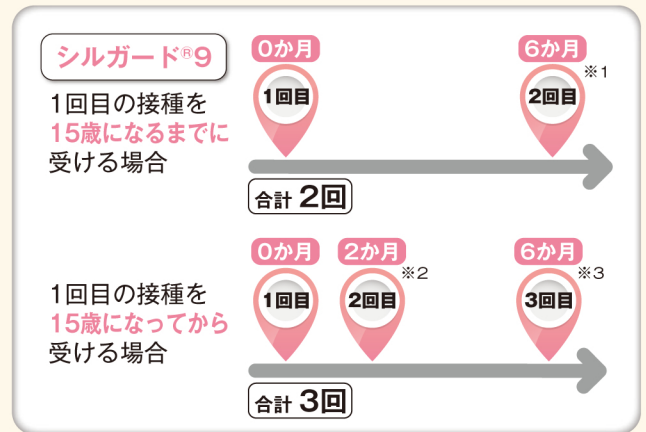 シルガード®9
1回目の接種を
15歳になるまでに
受ける場合
0か月
1回目
6か月
※1
2回目
合計 2回
1回目の接種を
15歳になってから
受ける場合
0か月
1回目
2か月
※2
2回目
6か月
※3
3回目
合計 3回